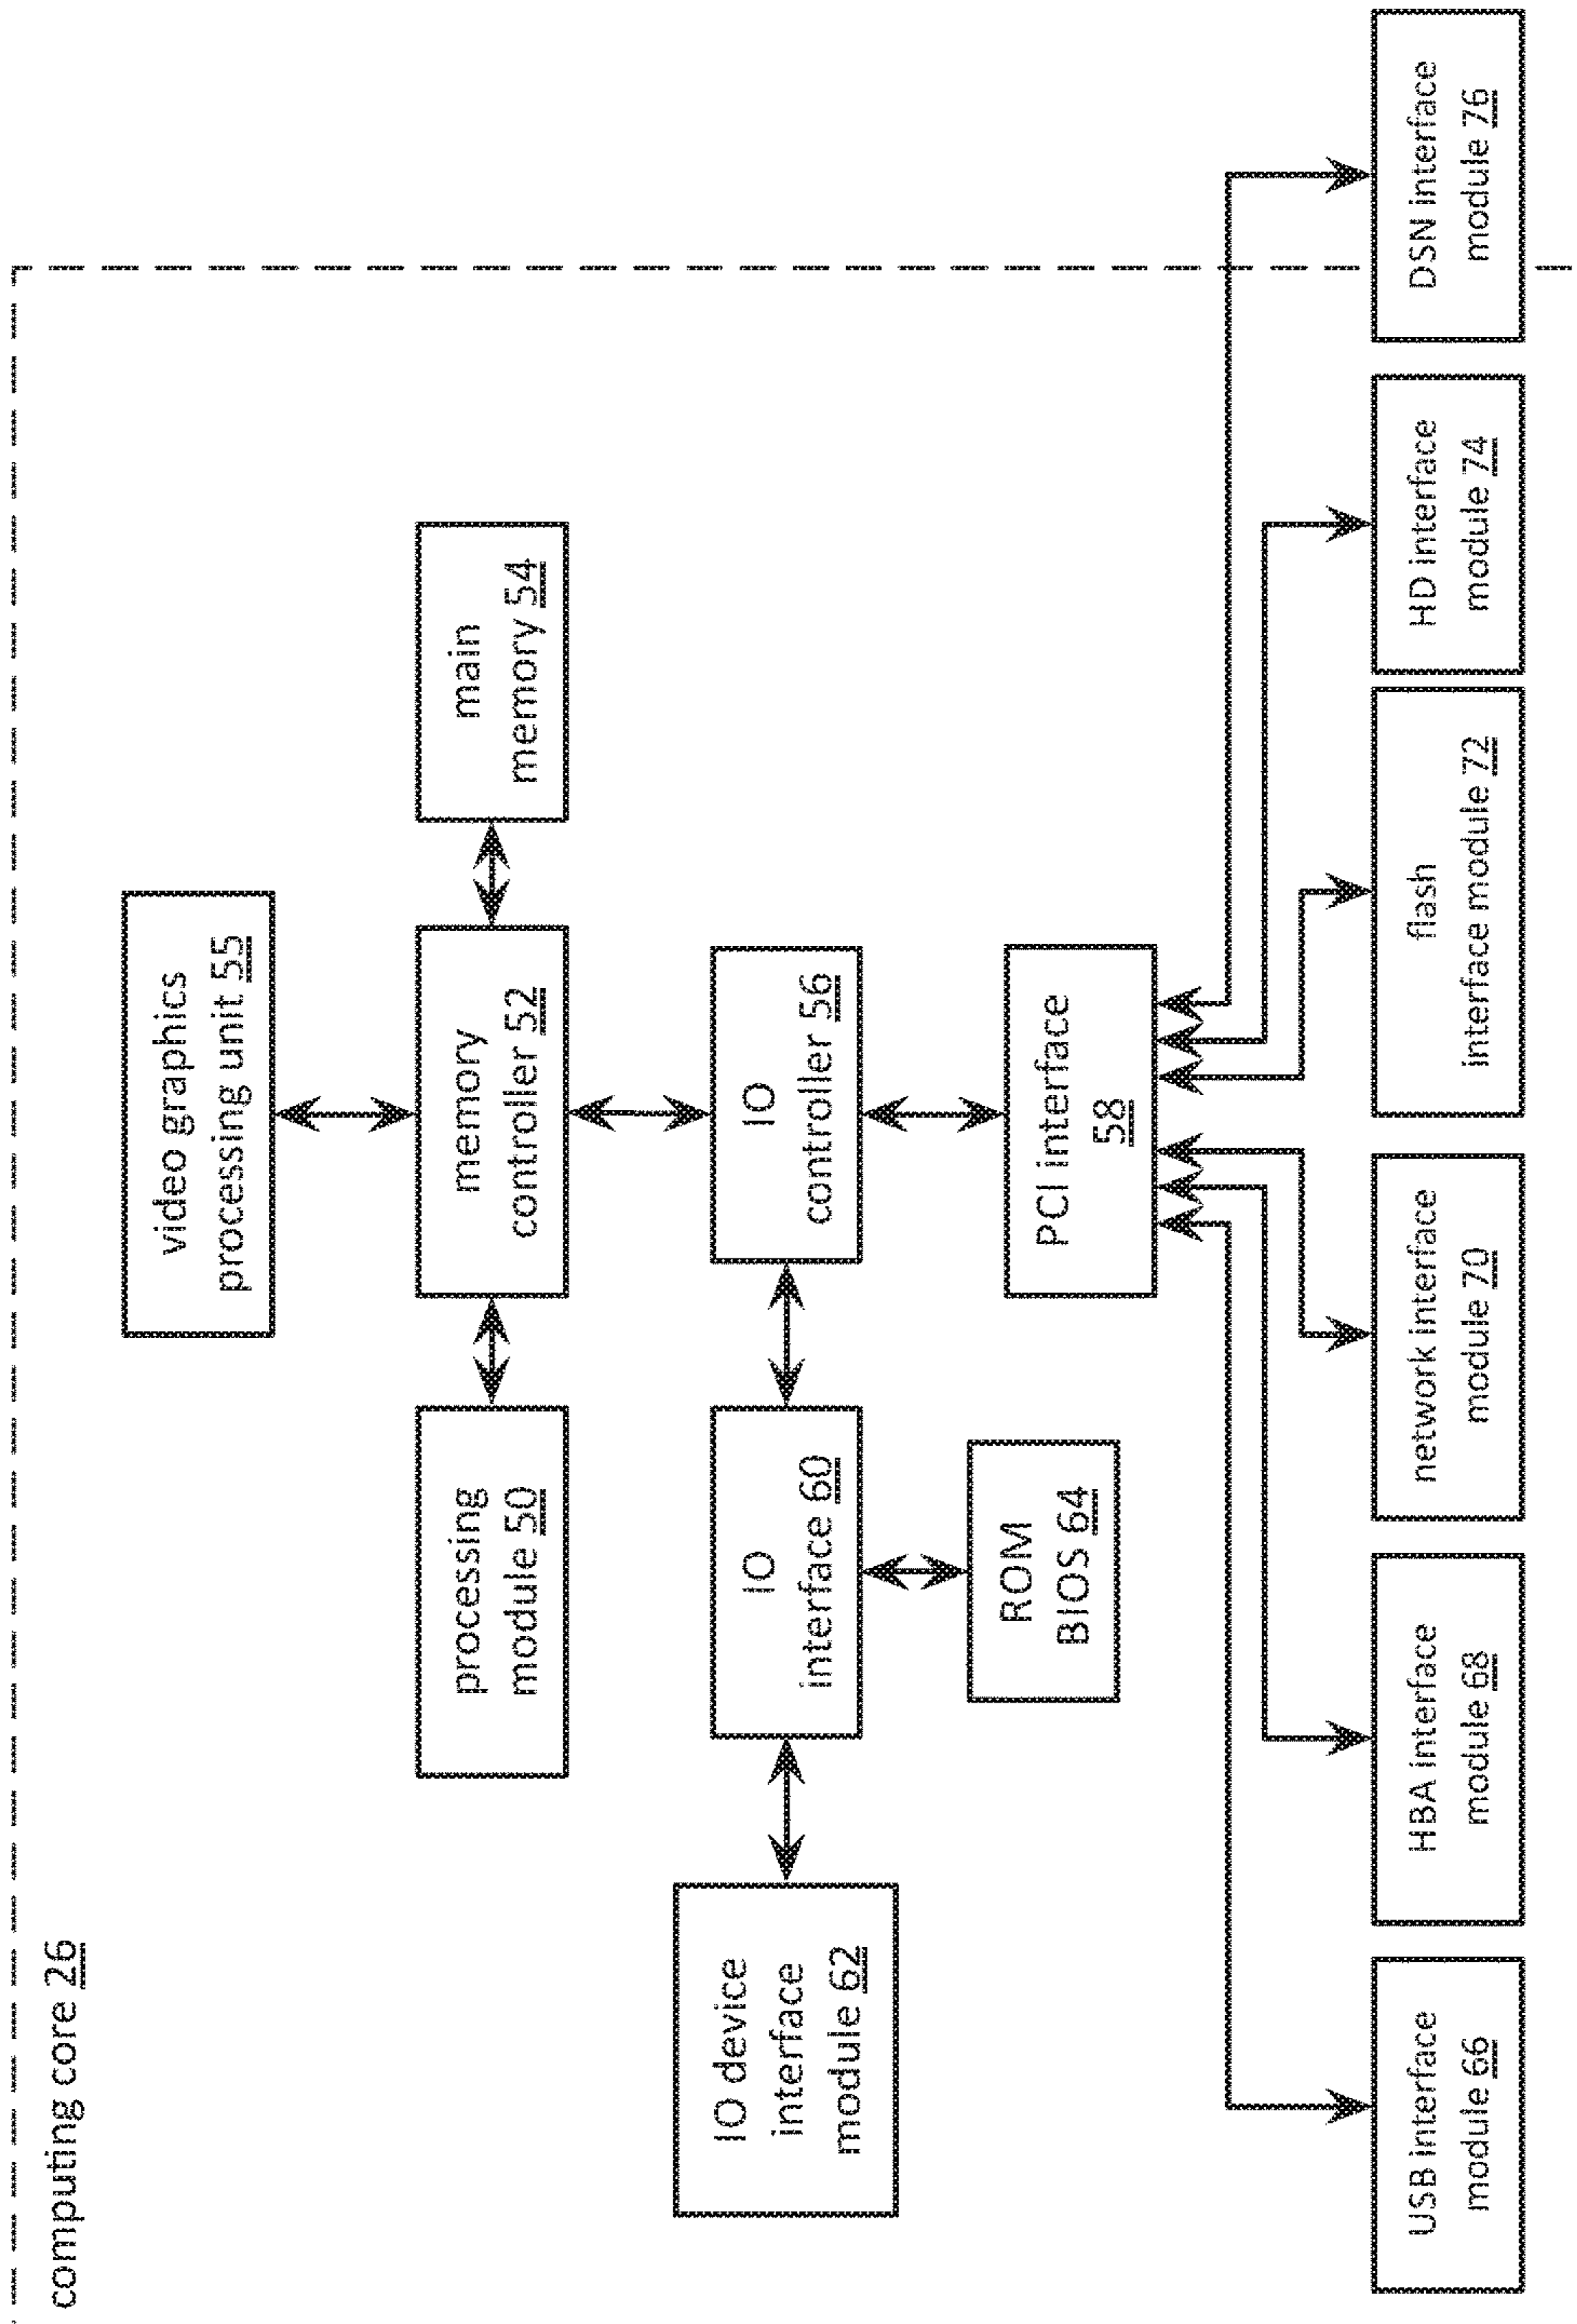 computing core 26
video graphics
processing unit 55
processing
module 50
memory
controller 52
main
memory 54
IO device
interface
module 62
IO
interface 60
IO
controller 56
ROM
BIOS 64
PCI interface
58
USB interface
module 66
HBA interface
module 68
network interface
module 70
flash
interface module 72
HD interface
module 74
DSN interface
module 76